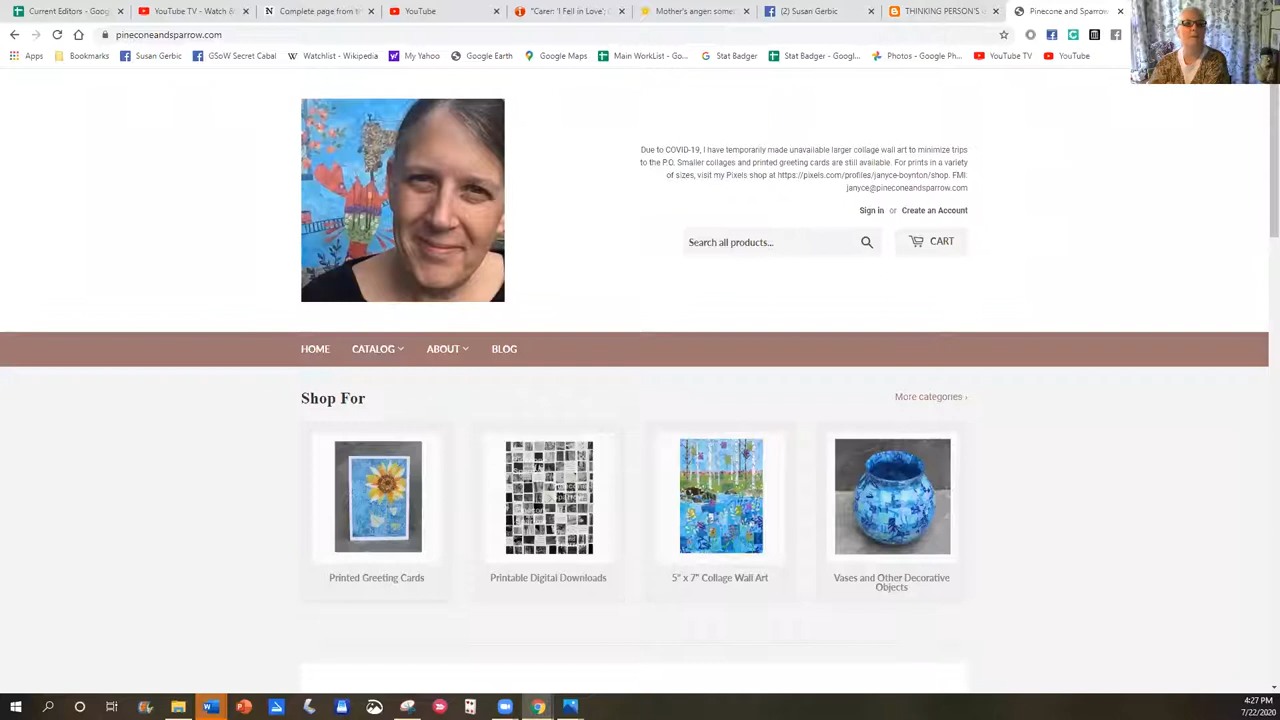 Current Editors - Goog
YouTube TV - Watch &
Complete page from th
YouTube
"Caren: 'I Fell in Love'; C
Mother's anger: some
(2) Susan Gerbic
THINKING PERSON'S
Pinecone and Sparrow
pineconeandsparrow.com
Apps
Bookmarks
Susan Gerbic
GSoW Secret Cabal
Watchlist - Wikipedia
My Yahoo
Google Earth
Google Maps
Main WorkList - Go...
Stat Badger
Stat Badger - Googl...
Photos - Google Ph...
YouTube TV
YouTube
Due to COVID-19, I have temporarily made unavailable larger collage wall art to minimize trips
to the P.O. Smaller collages and printed greeting cards are still available. For prints in a variety
of sizes, visit my Pixels shop at https://pixels.com/profiles/janyce-boynton/shop. FMI:
janyce@pineconeandsparrow.com
Sign in or Create an Account
Search all products...
CART
HOME CATALOG ABOUT BLOG
Shop For
More categories ›
Printed Greeting Cards
Printable Digital Downloads
5" x 7" Collage Wall Art
Vases and Other Decorative
Objects
4:27 PM
7/22/2020